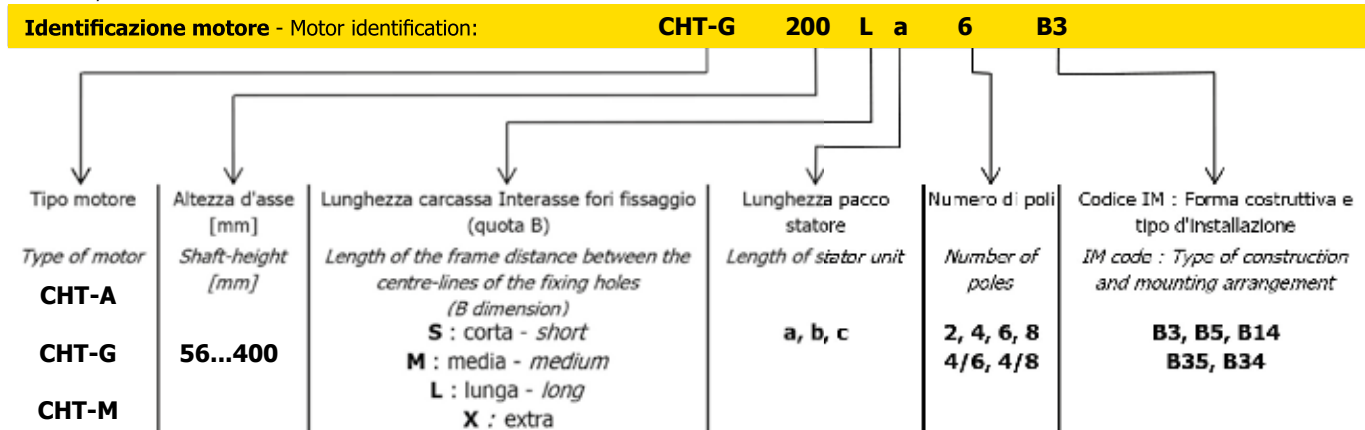 Identificazione motore - Motor identification: CHT-G 200 L a 6 B3
Tipo motore
Type of motor
CHT-A
CHT-G
CHT-M
Altezza d'asse
[mm]
Shaft-height
[mm]
56...400
Lunghezza carcassa Interasse fori fissaggio
(quota B)
Length of the frame distance between the
centre-lines of the fixing holes
(B dimension)
S : corta - short
M : media - medium
L : lunga - long
X : extra
Lunghezza pacco
statore
Length of stator unit
a, b, c
Numero di poli
Number of
poles
2, 4, 6, 8
4/6, 4/8
Codice IM : Forma costruttiva e
tipo d'installazione
IM code : Type of construction
and mounting arrangement
B3, B5, B14
B35, B34